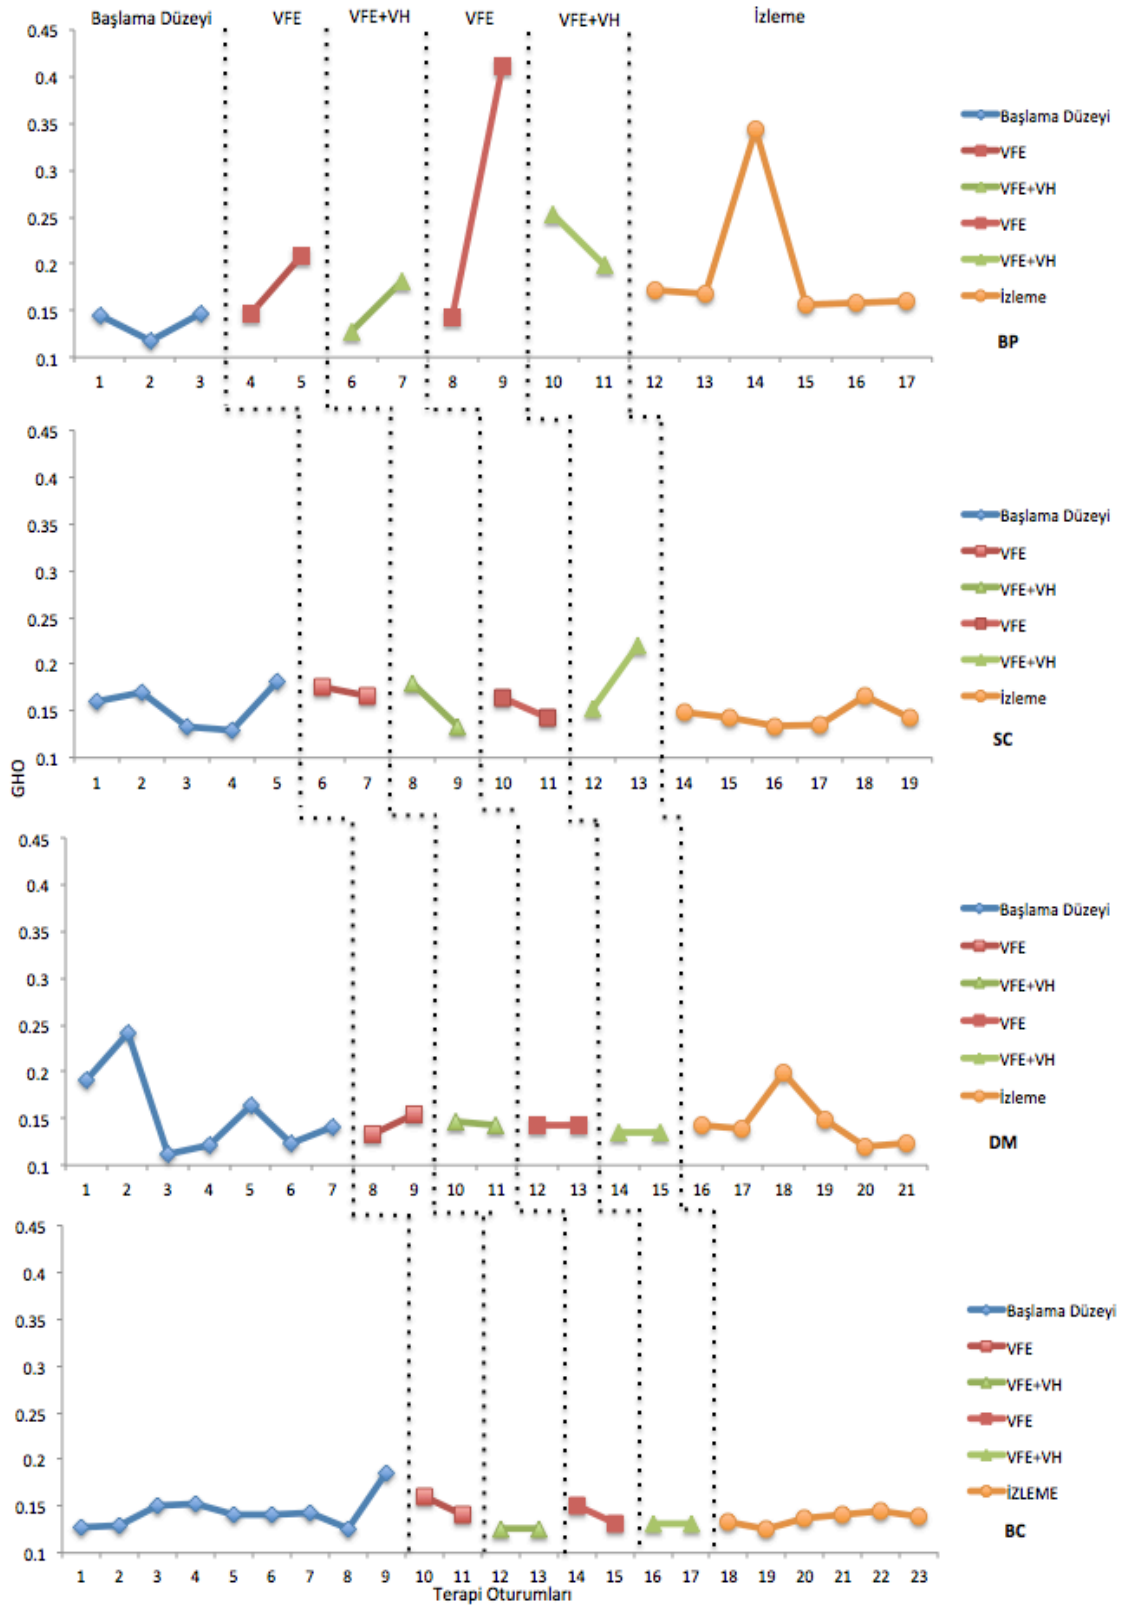 Başlama Düzeyi VFE VFE+VH VFE VFE+VH İzleme
0.45
0.4
0.35
0.3
0.25
0.2
0.15
0.1
1 2 3 4 5 6 7 8 9 10 11 12 13 14 15 16 17
Başlama Düzeyi
VFE
VFE+VH
VFE
VFE+VH
İzleme
BP
0.45
0.4
0.35
0.3
0.25
0.2
0.15
0.1
1 2 3 4 5 6 7 8 9 10 11 12 13 14 15 16 17 18 19
Başlama Düzeyi
VFE
VFE+VH
VFE
VFE+VH
İzleme
SC
GHO
0.45
0.4
0.35
0.3
0.25
0.2
0.15
0.1
1 2 3 4 5 6 7 8 9 10 11 12 13 14 15 16 17 18 19 20 21
Başlama Düzeyi
VFE
VFE+VH
VFE
VFE+VH
İzleme
DM
0.45
0.4
0.35
0.3
0.25
0.2
0.15
0.1
1 2 3 4 5 6 7 8 9 10 11 12 13 14 15 16 17 18 19 20 21 22 23
Terapi Oturumları
Başlama Düzeyi
VFE
VFE+VH
VFE
VFE+VH
İZLEME
BC